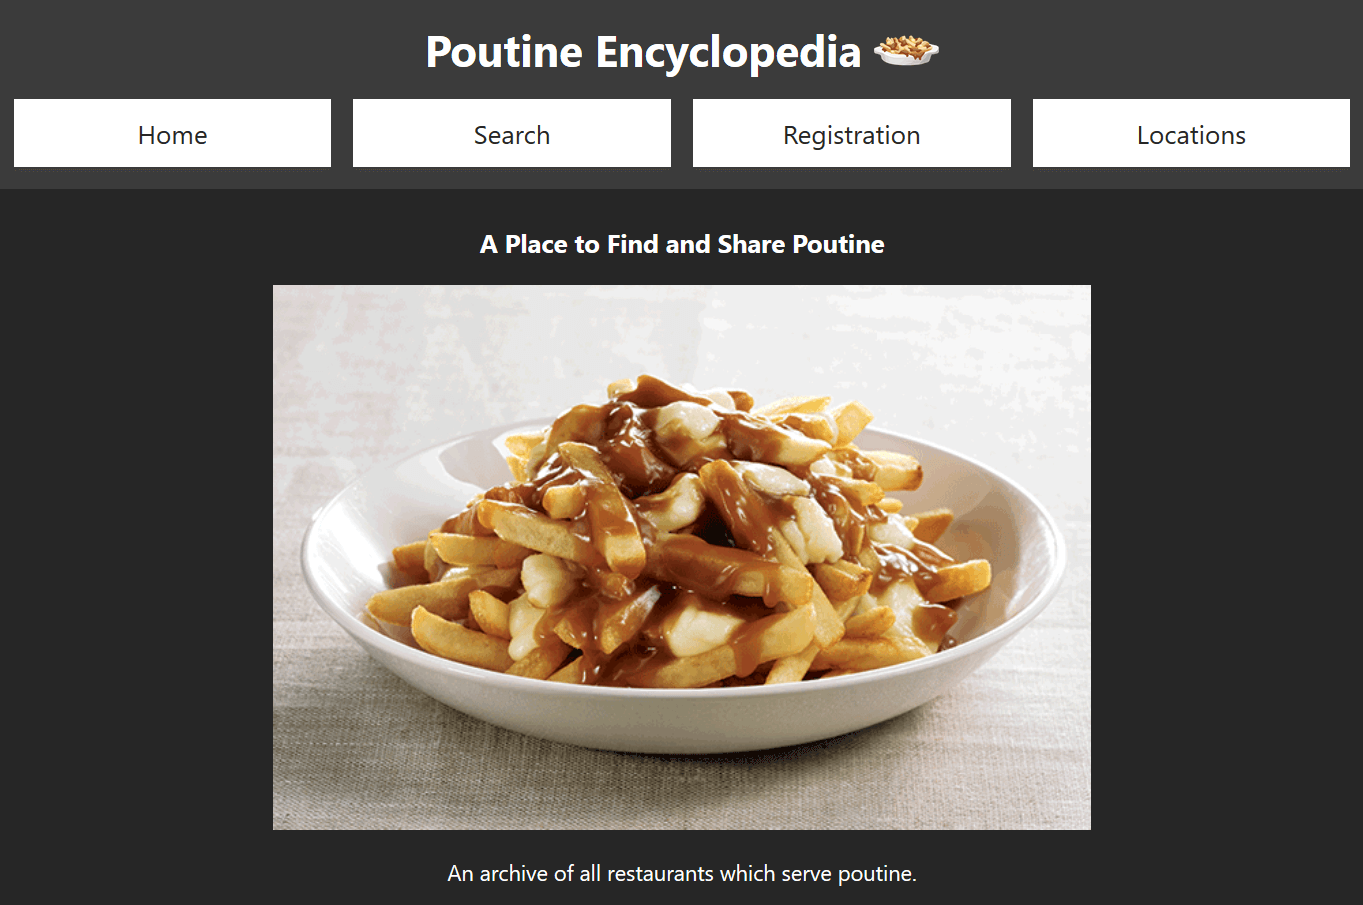 Poutine Encyclopedia
Home
Search
Registration
Locations
A Place to Find and Share Poutine
An archive of all restaurants which serve poutine.